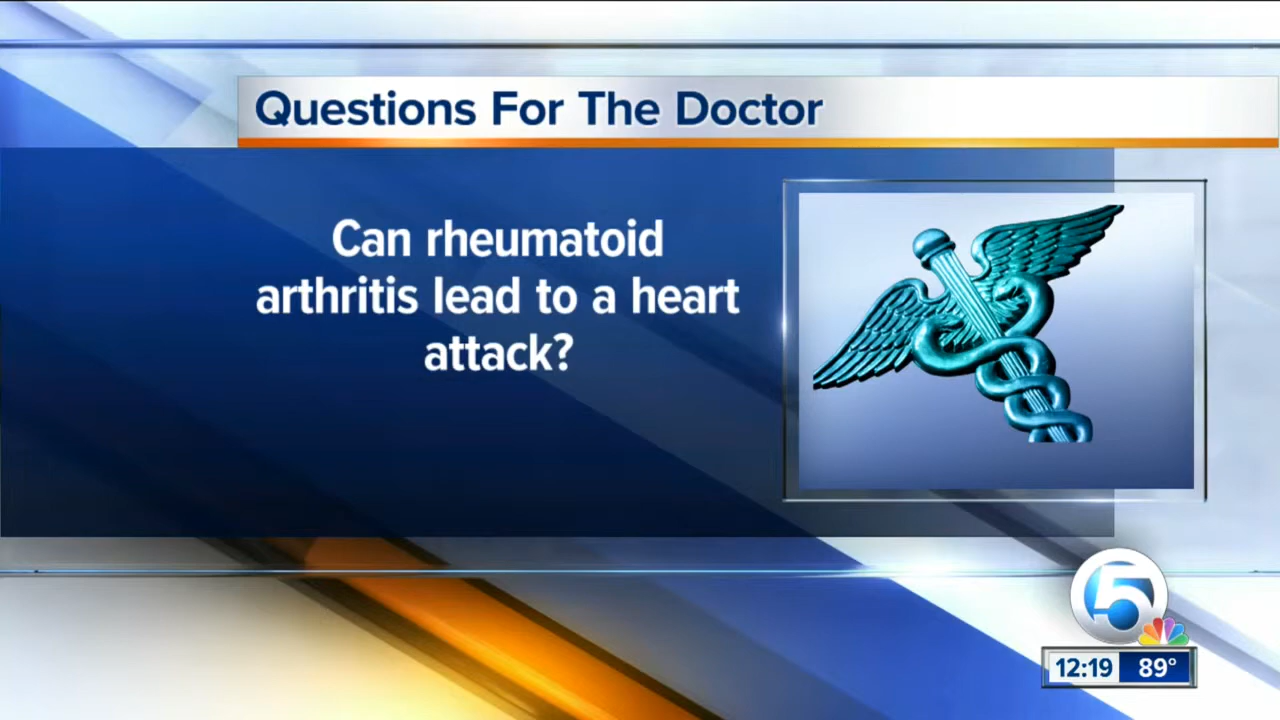 Questions For The Doctor
Can rheumatoid
arthritis lead to a heart
attack?
5
12:19 89°